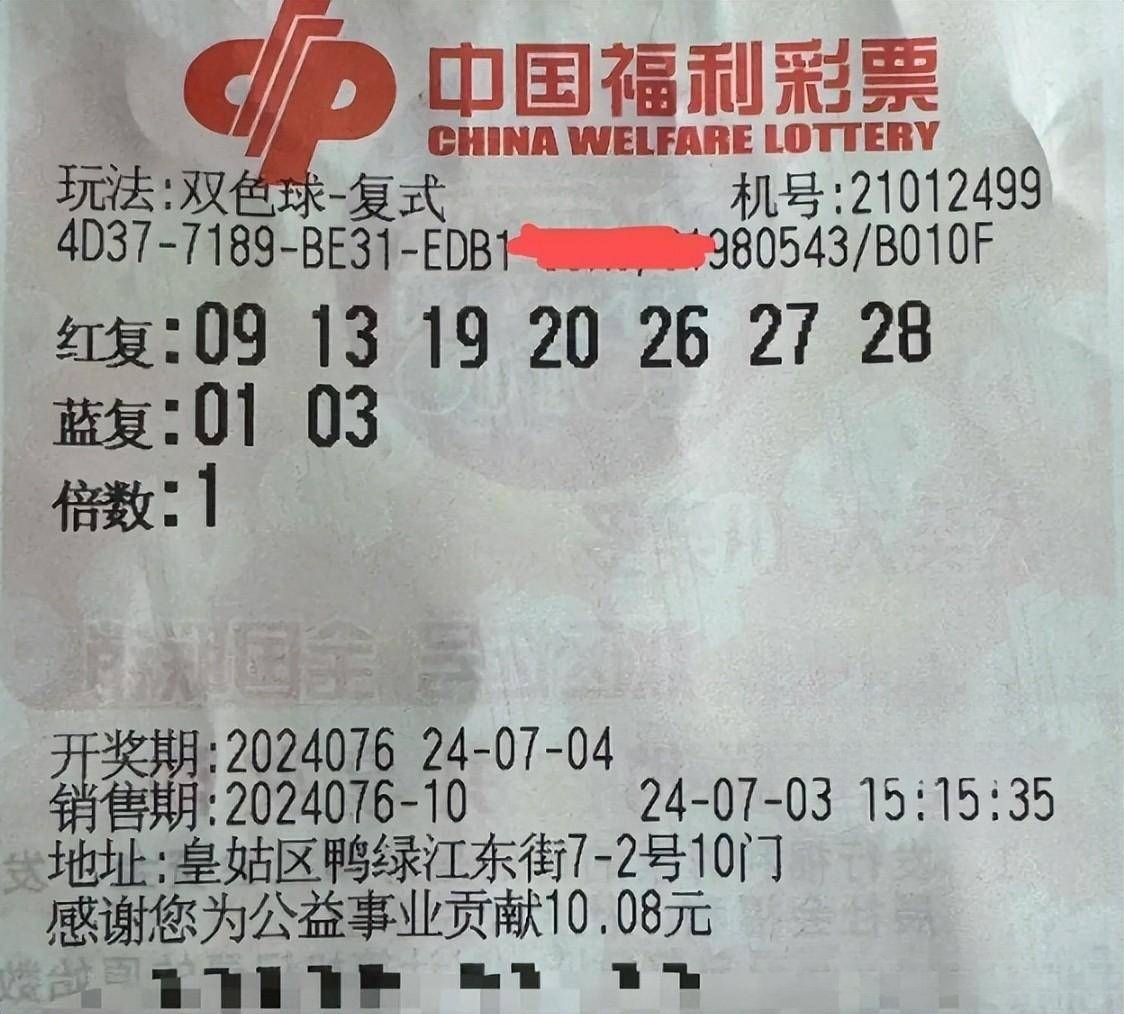 中国福利彩票
CHINA WELFARE LOTTERY
玩法:双色球-复式 机号:21012499
4D37-7189-BE31-EDB1 980543/B010F
红复:09 13 19 20 26 27 28
蓝复:01 03
倍数:1
开奖期:2024076 24-07-04
销售期:2024076-10 24-07-03 15:15:35
地址:皇姑区鸭绿江东街7-2号10门
感谢您为公益事业贡献10.08元